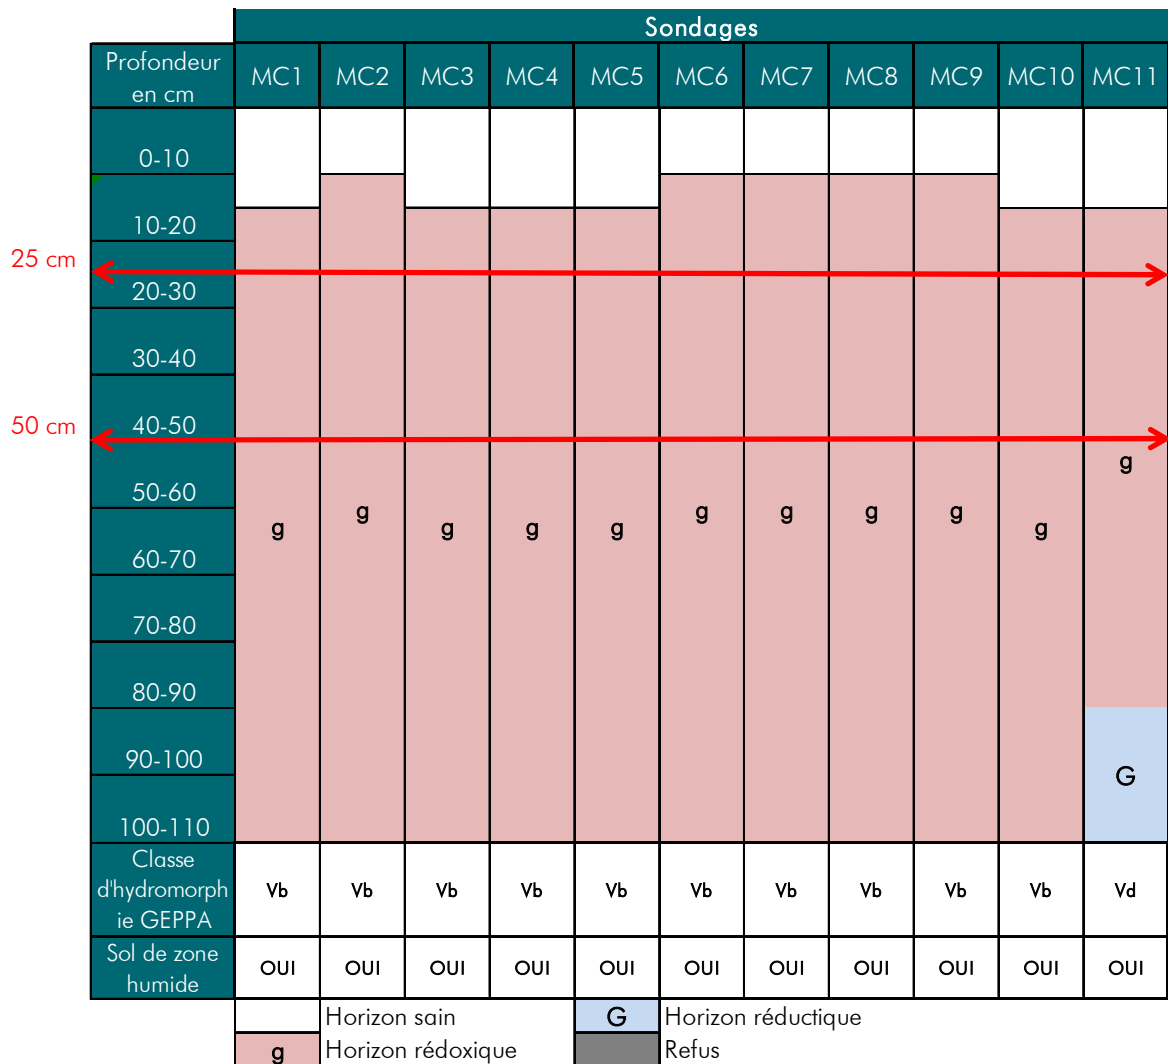 Sondages
Profondeur en cm MC1 MC2 MC3 MC4 MC5 MC6 MC7 MC8 MC9 MC10 MC11
0-10
10-20
25 cm
20-30
30-40
50 cm 40-50
g
50-60
g g g g g g g g g g
60-70
70-80
80-90
90-100
G
100-110
Classe
d'hydromorph
ie GEPPA Vb Vb Vb Vb Vb Vb Vb Vb Vb Vb Vd
Sol de zone
humide OUI OUI OUI OUI OUI OUI OUI OUI OUI OUI OUI
Horizon sain G Horizon réductique
g Horizon rédoxique Refus